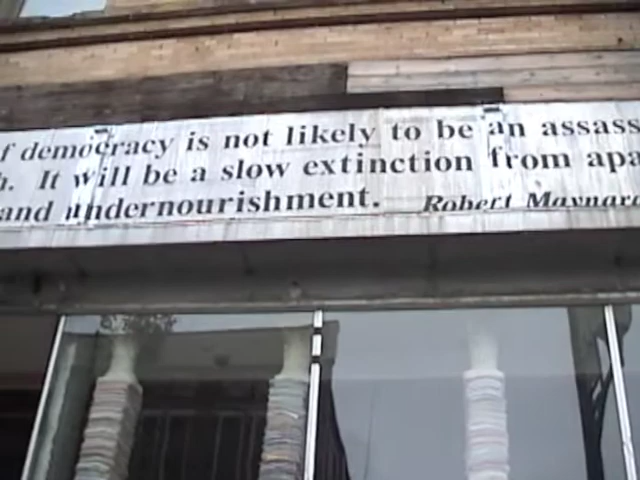 f democracy is not likely to be an assass
h. It will be a slow extinction from apa
and undernourishment. Robert Maynard